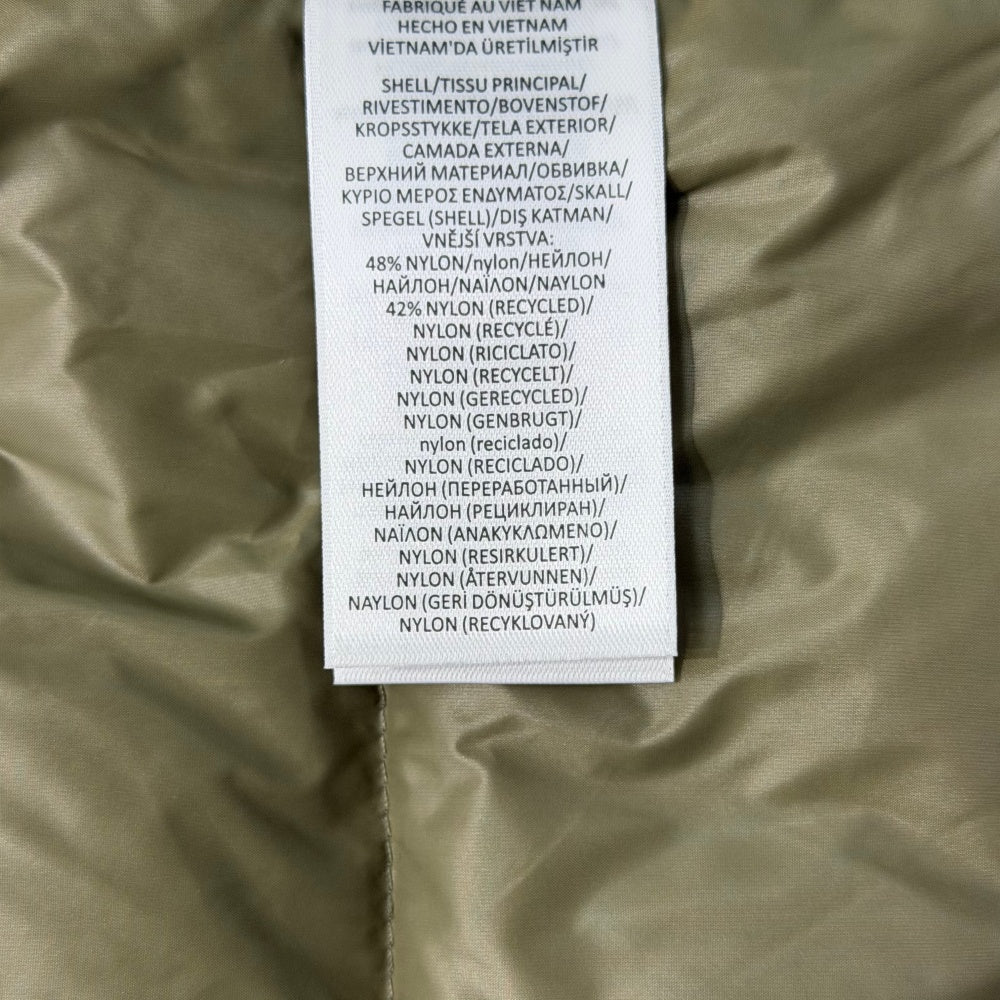 FABRIQUÉ AU VIET NAM
HECHO EN VIETNAM
VİETNAM'DA ÜRETİLMİŞTİR
SHELL/TISSU PRINCIPAL/
RIVESTIMENTO/BOVENSTOF/
KROPSSTYKKE/TELA EXTERIOR/
CAMADA EXTERNA/
ВЕРХНИЙ МАТЕРИАЛ/ОБВИВКА/
ΚΥΡΙΟ ΜΕΡΟΣ ΕΝΔΥΜΑΤΟΣ/SKALL/
SPEGEL (SHELL)/DIŞ KATMAN/
VNĚJŠÍ VRSTVA:
48% NYLON/nylon/НЕЙЛОН/
НАЙЛОН/ΝΑΪΛΟΝ/NAYLON
42% NYLON (RECYCLED)/
NYLON (RECYCLÉ)/
NYLON (RICICLATO)/
NYLON (RECYCELT)/
NYLON (GERECYCLED)/
NYLON (GENBRUGT)/
nylon (reciclado)/
NYLON (RECICLADO)/
НЕЙЛОН (ПЕРЕРАБОТАННЫЙ)/
НАЙЛОН (РЕЦИКЛИРАН)/
ΝΑΪΛΟΝ (ΑΝΑΚΥΚΛΩΜΕΝΟ)/
NYLON (RESIRKULERT)/
NYLON (ÅTERVUNNEN)/
NAYLON (GERİ DÖNÜŞTÜRÜLMÜŞ)/
NYLON (RECYKLOVANÝ)